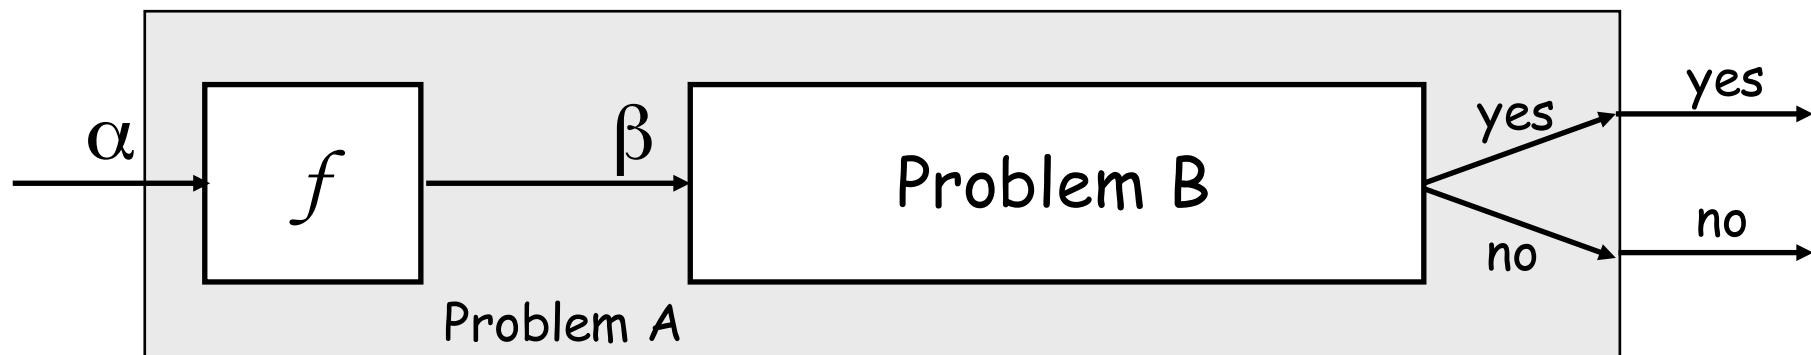 α
f
β
Problem B
yes
no
yes
no
Problem A